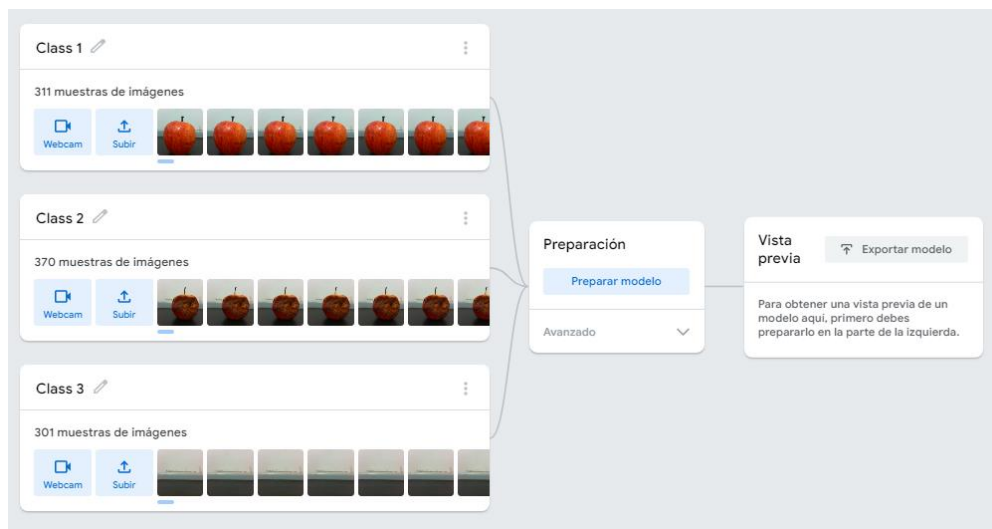 Class 1
311 muestras de imágenes
Webcam
Subir
Class 2
370 muestras de imágenes
Webcam
Subir
Class 3
301 muestras de imágenes
Webcam
Subir
Preparación
Preparar modelo
Avanzado
Vista
previa
Exportar modelo
Para obtener una vista previa de un
modelo aquí, primero debes
prepararlo en la parte de la izquierda.